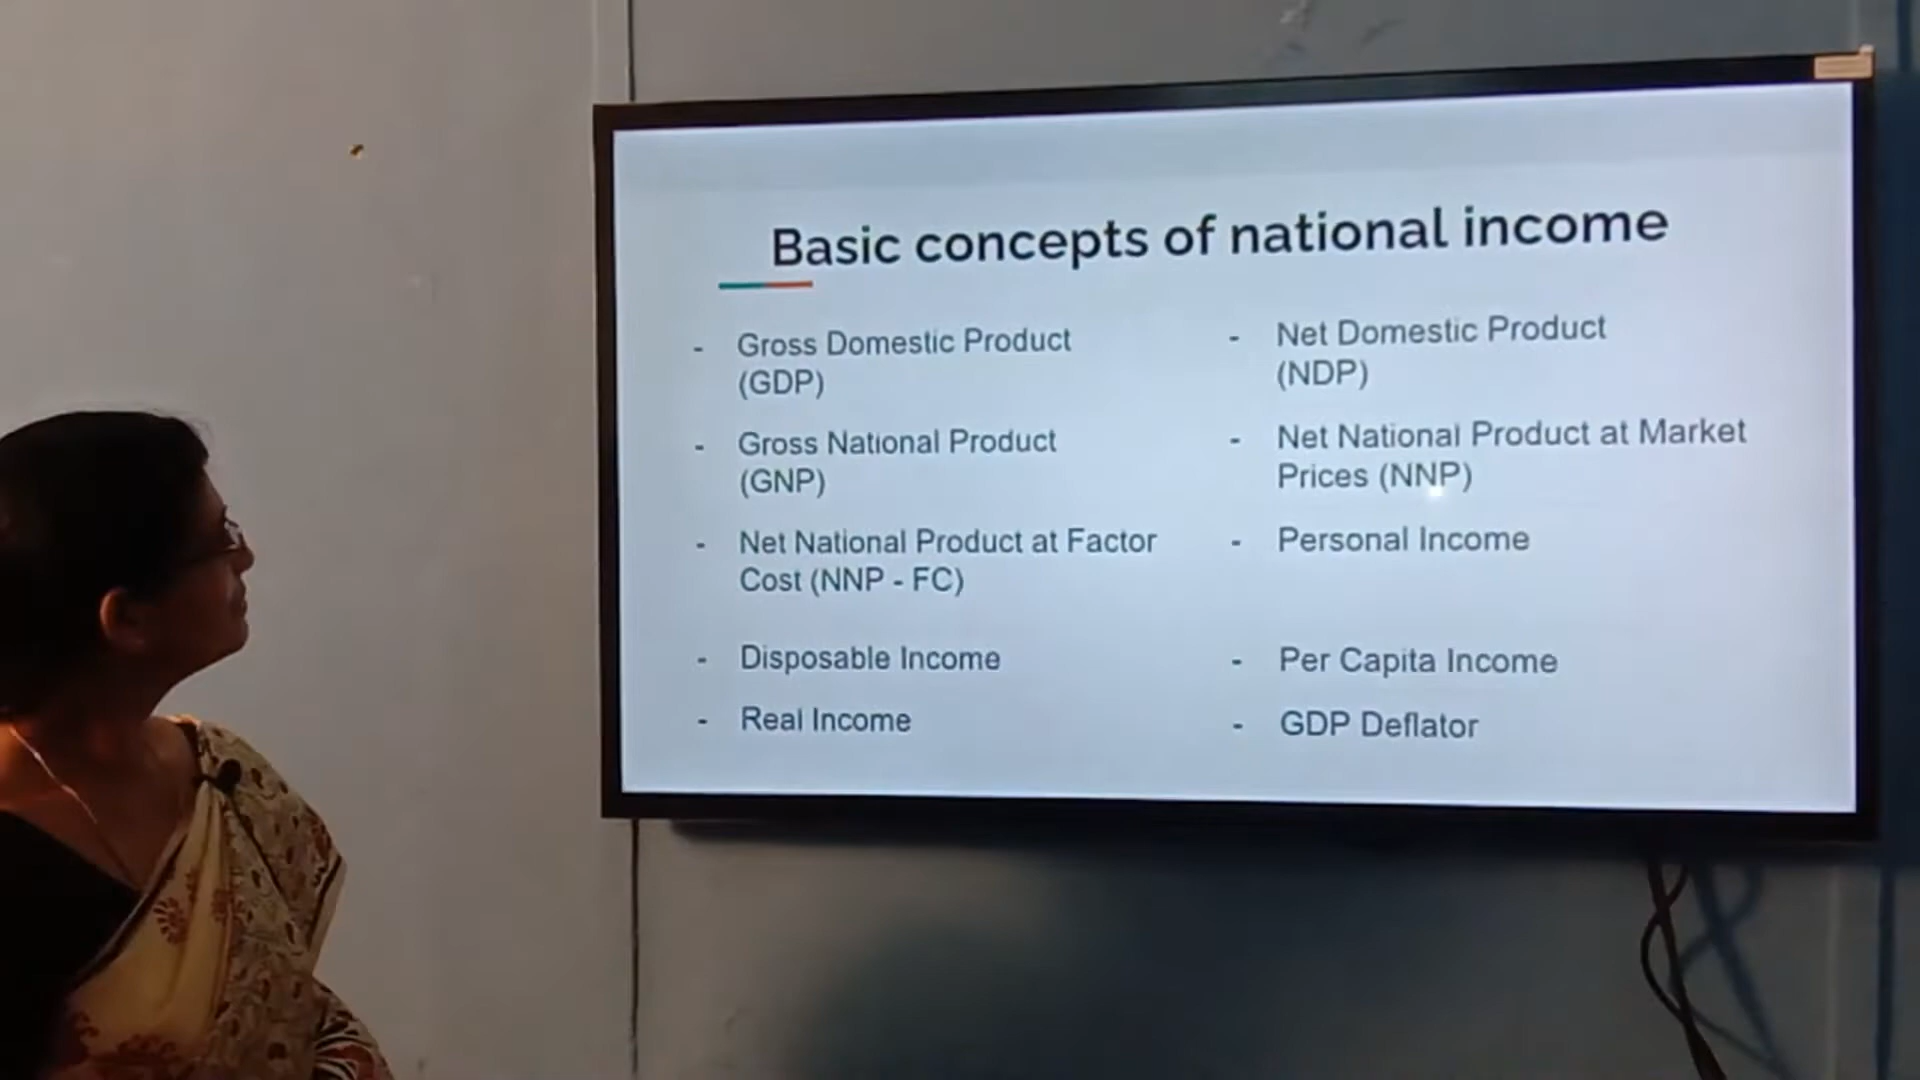 Basic concepts of national income
- Gross Domestic Product
(GDP)
- Gross National Product
(GNP)
- Net National Product at Factor
Cost (NNP - FC)
- Disposable Income
- Real Income
- Net Domestic Product
(NDP)
- Net National Product at Market
Prices (NNP)
- Personal Income
- Per Capita Income
- GDP Deflator